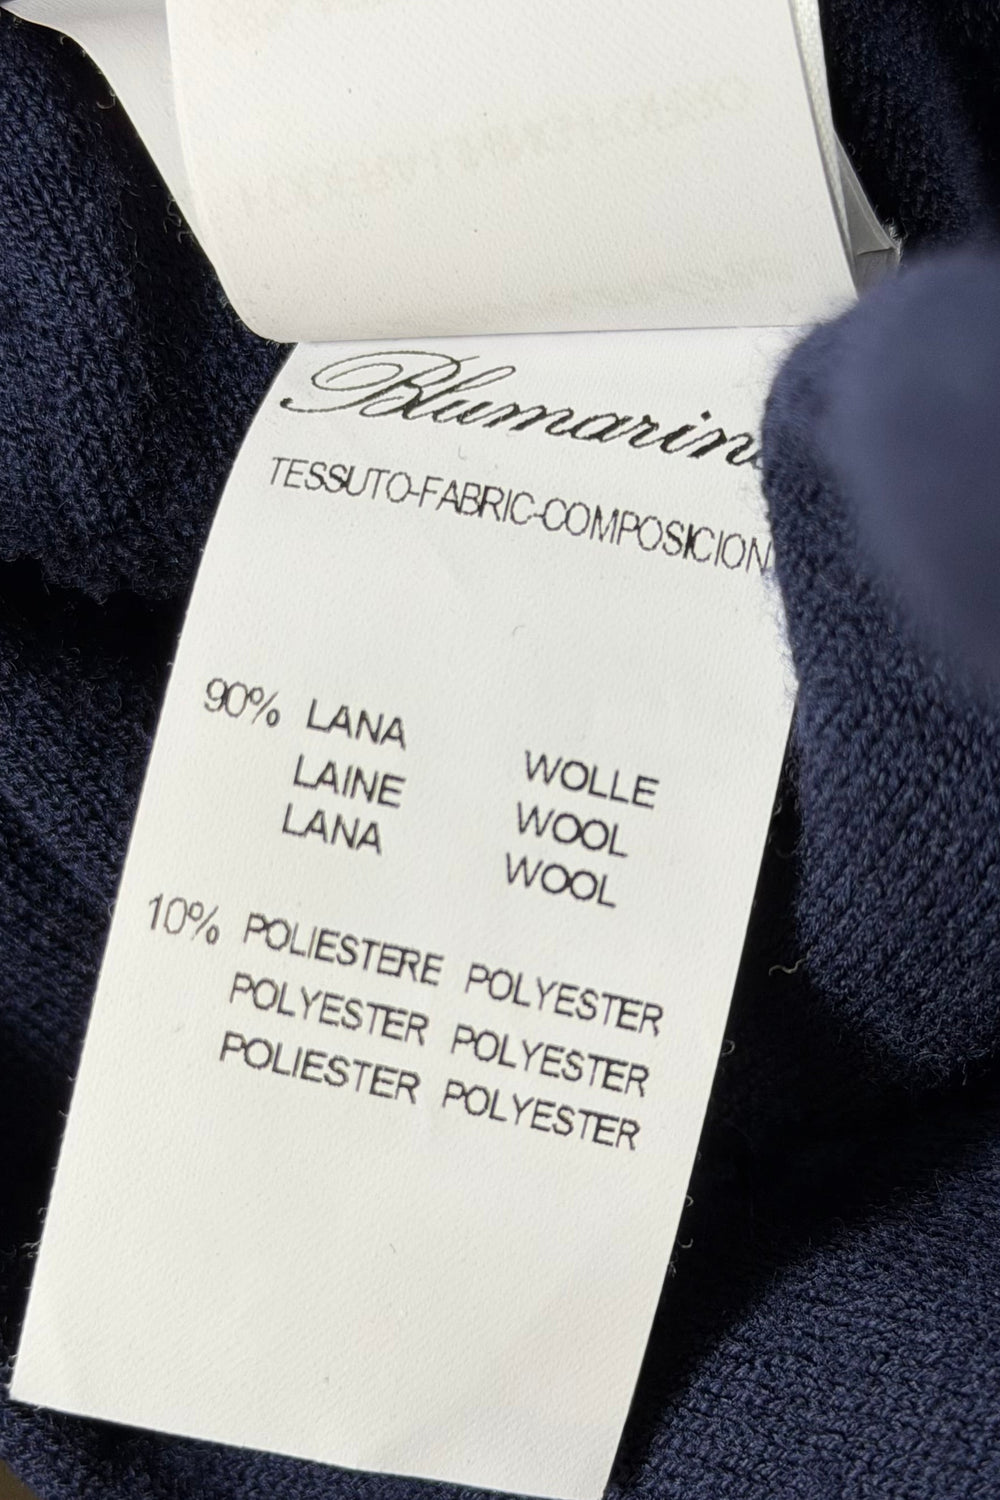 Blumarin
TESSUTO-FABRIC-COMPOSICION
90% LANA WOLLE
LAINE WOOL
LANA WOOL
10% POLIESTERE POLYESTER
POLYESTER POLYESTER
POLIESTER POLYESTER